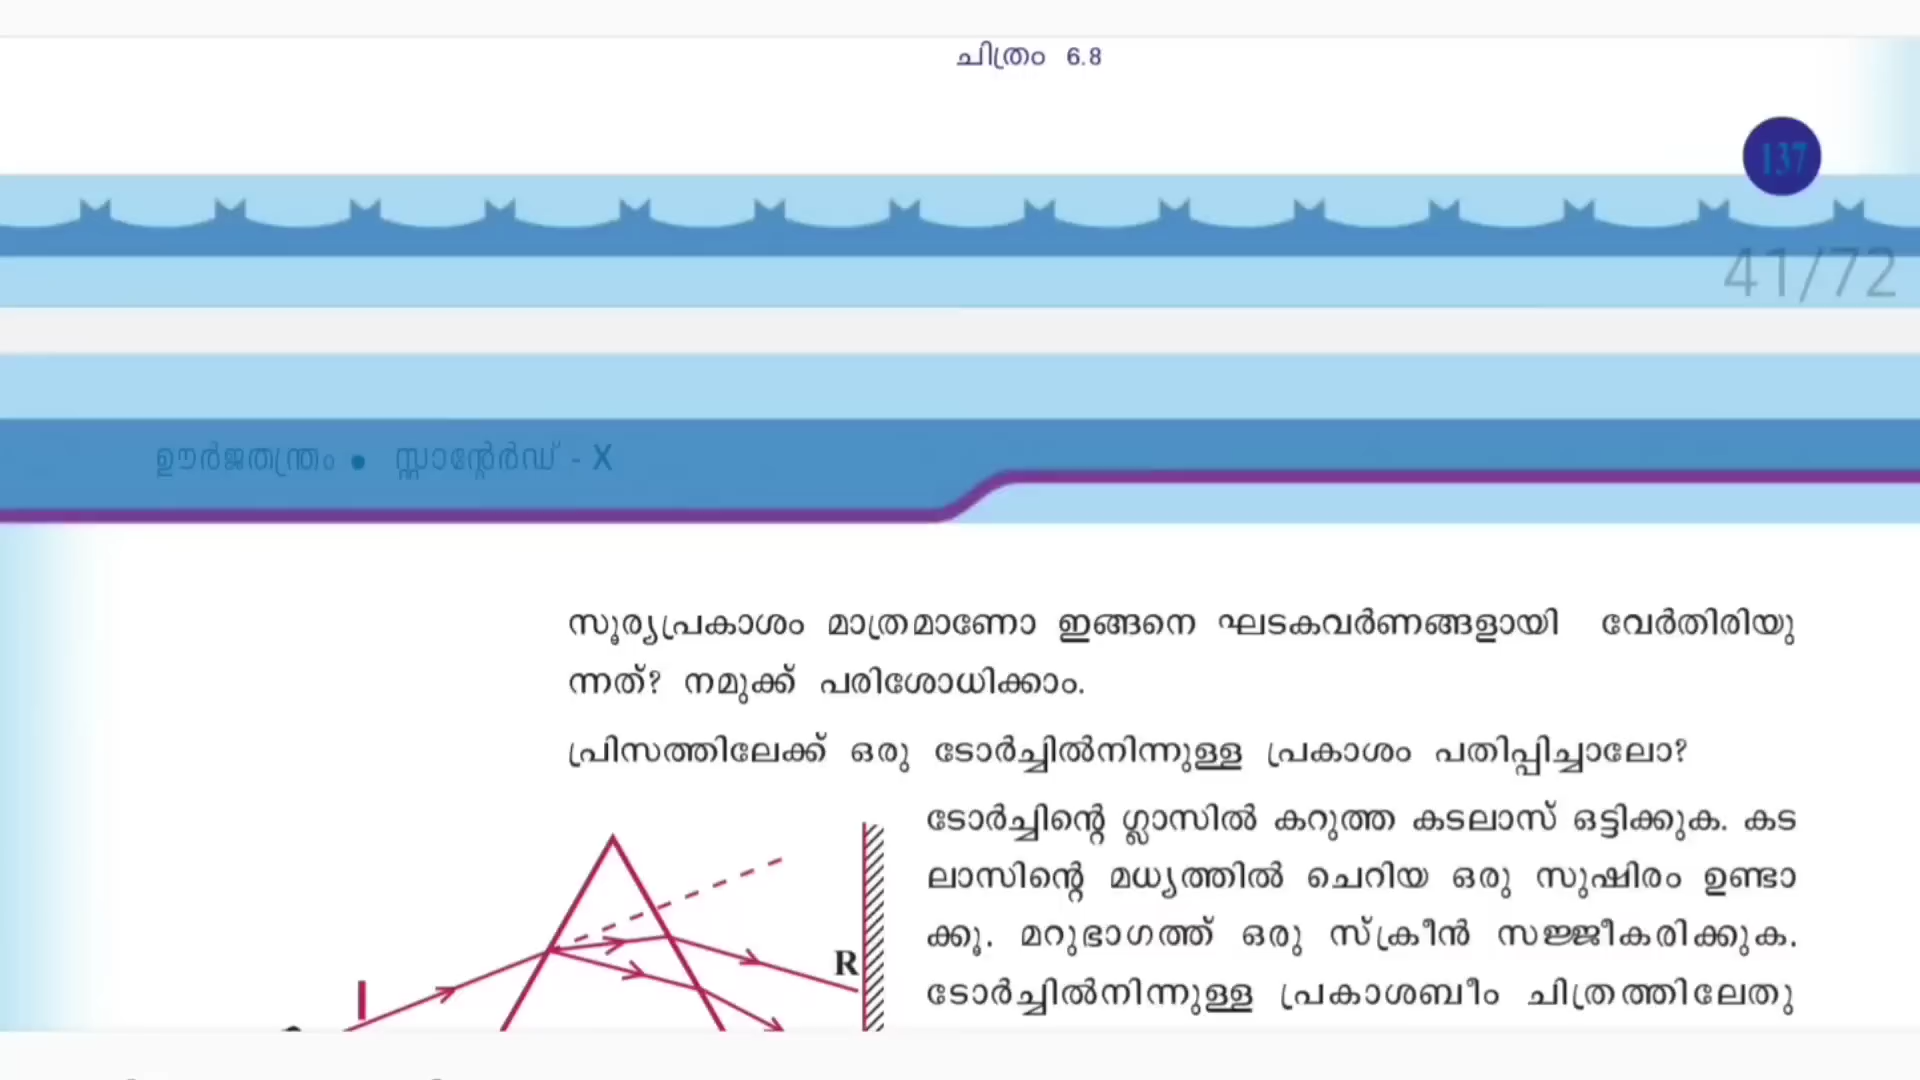 ചിത്രം 6.8
137
41/72
ഊർജതന്ത്രം • സ്റ്റാന്റേർഡ് - X
സൂര്യപ്രകാശം മാത്രമാണോ ഇങ്ങനെ ഘടകവർണങ്ങളായി വേർതിരിയു
ന്നത്? നമുക്ക് പരിശോധിക്കാം.
പ്രിസത്തിലേക്ക് ഒരു ടോർച്ചിൽനിന്നുള്ള പ്രകാശം പതിപ്പിച്ചാലോ?
ടോർച്ചിന്റെ ഗ്ലാസിൽ കറുത്ത കടലാസ് ഒട്ടിക്കുക. കട
ലാസിന്റെ മധ്യത്തിൽ ചെറിയ ഒരു സുഷിരം ഉണ്ടാ
ക്കൂ. മറുഭാഗത്ത് ഒരു സ്ക്രീൻ സജ്ജീകരിക്കുക.
R
ടോർച്ചിൽനിന്നുള്ള പ്രകാശബീം ചിത്രത്തിലേതു